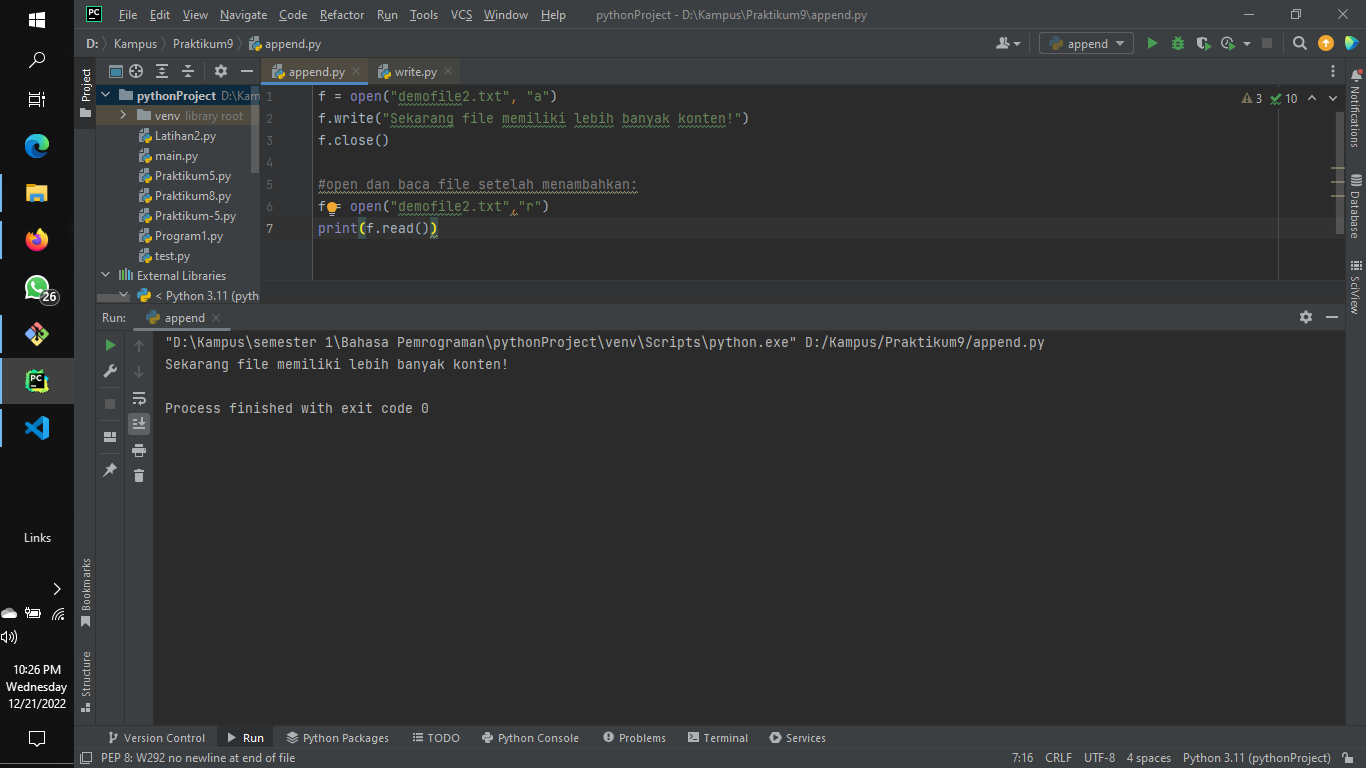 File Edit View Navigate Code Refactor Run Tools VCS Window Help pythonProject - D:\Kampus\Praktikum9\append.py
D: Kampus Praktikum9 append.py append
Project
append.py write.py
pythonProject D:\Kam
venv library root
Latihan2.py
main.py
Praktikum5.py
Praktikum8.py
Praktikum-5.py
Program1.py
test.py
External Libraries
< Python 3.11 (pyth
1 f = open("demofile2.txt", "a")
2 f.write("Sekarang file memiliki lebih banyak konten!")
3 f.close()
4
5 #open dan baca file setelah menambahkan:
6 f = open("demofile2.txt","r")
7 print(f.read())
3 10
Notifications
Database
SciView
Run: append
"D:\Kampus\semester 1\Bahasa Pemrograman\pythonProject\venv\Scripts\python.exe" D:/Kampus/Praktikum9/append.py
Sekarang file memiliki lebih banyak konten!
Process finished with exit code 0
Bookmarks
Structure
Version Control Run Python Packages TODO Python Console Problems Terminal Services
PEP 8: W292 no newline at end of file 7:16 CRLF UTF-8 4 spaces Python 3.11 (pythonProject)
PC
26
PC
Links
10:26 PM
Wednesday
12/21/2022